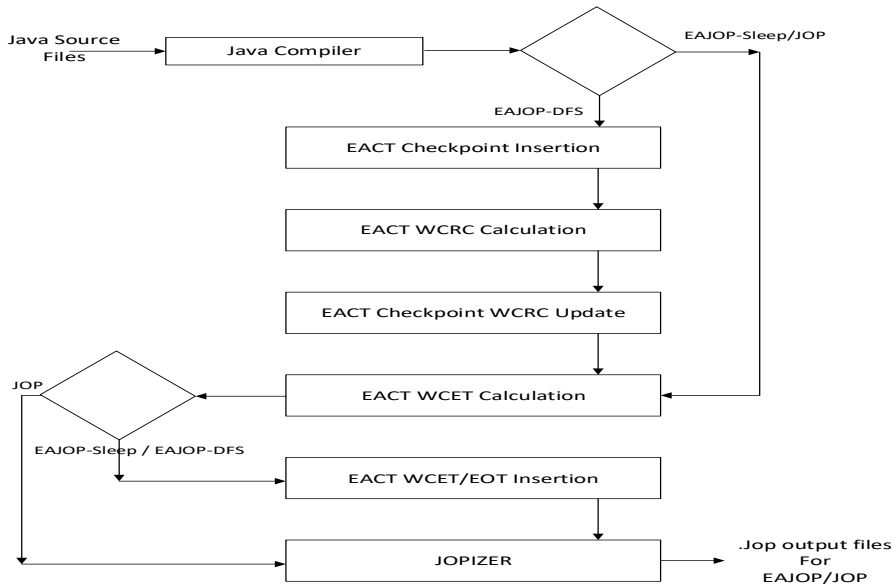 Java Source
Files
Java Compiler
EAJOP-Sleep/JOP
EAJOP-DFS
EACT Checkpoint Insertion
EACT WCRC Calculation
EACT Checkpoint WCRC Update
JOP
EACT WCET Calculation
EAJOP-Sleep / EAJOP-DFS
EACT WCET/EOT Insertion
JOPIZER
.Jop output files
For
EAJOP/JOP